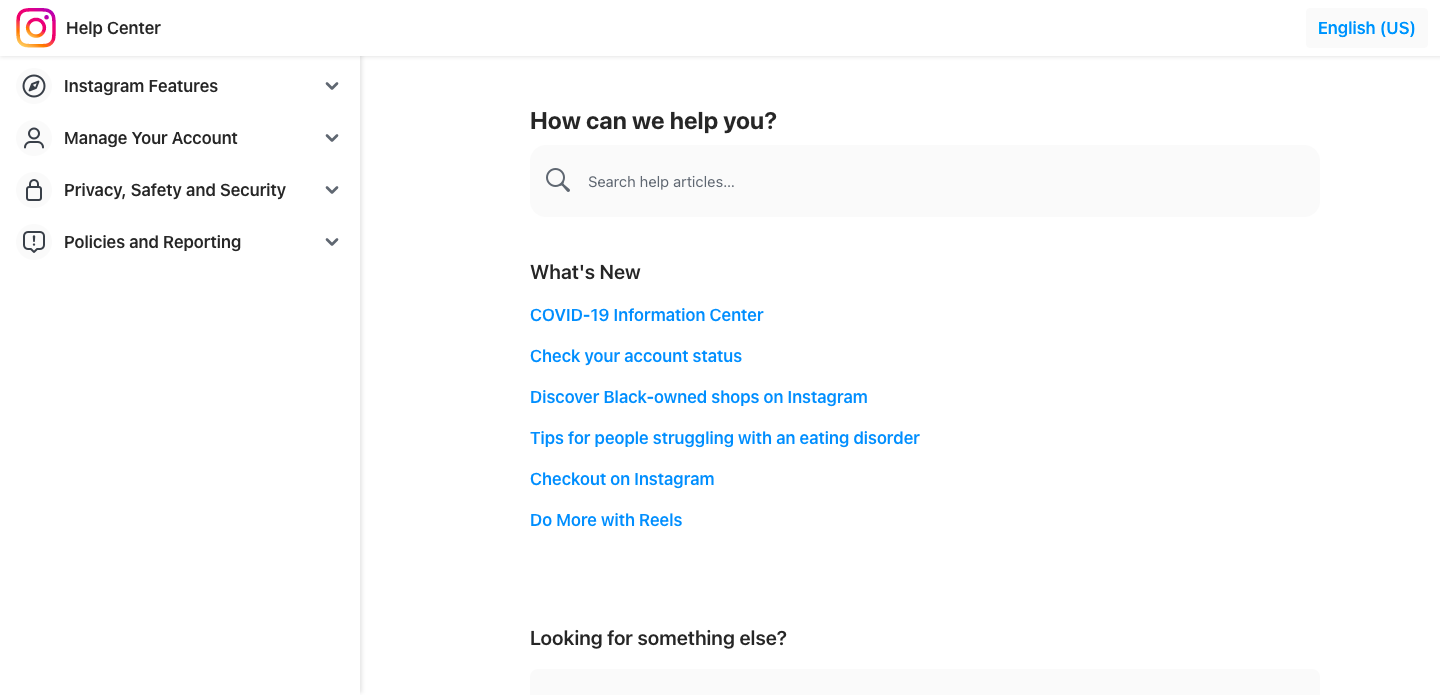 Help Center
English (US)
Instagram Features
Manage Your Account
Privacy, Safety and Security
Policies and Reporting
How can we help you?
Search help articles...
What's New
COVID-19 Information Center
Check your account status
Discover Black-owned shops on Instagram
Tips for people struggling with an eating disorder
Checkout on Instagram
Do More with Reels
Looking for something else?